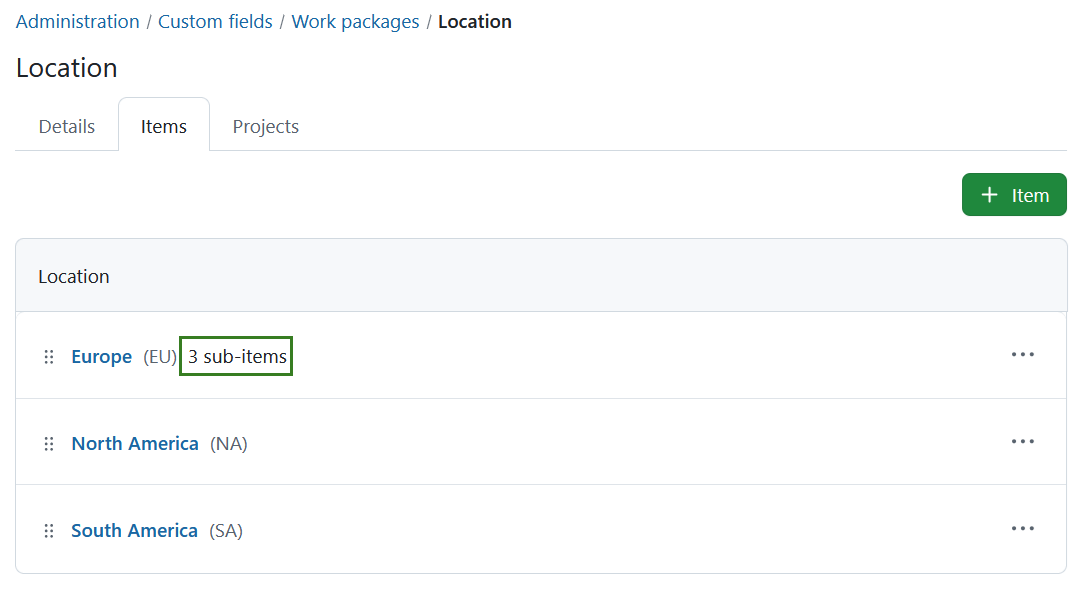 Administration / Custom fields / Work packages / Location
Location
Details Items Projects
+ Item
Location
Europe (EU) 3 sub-items
North America (NA)
South America (SA)